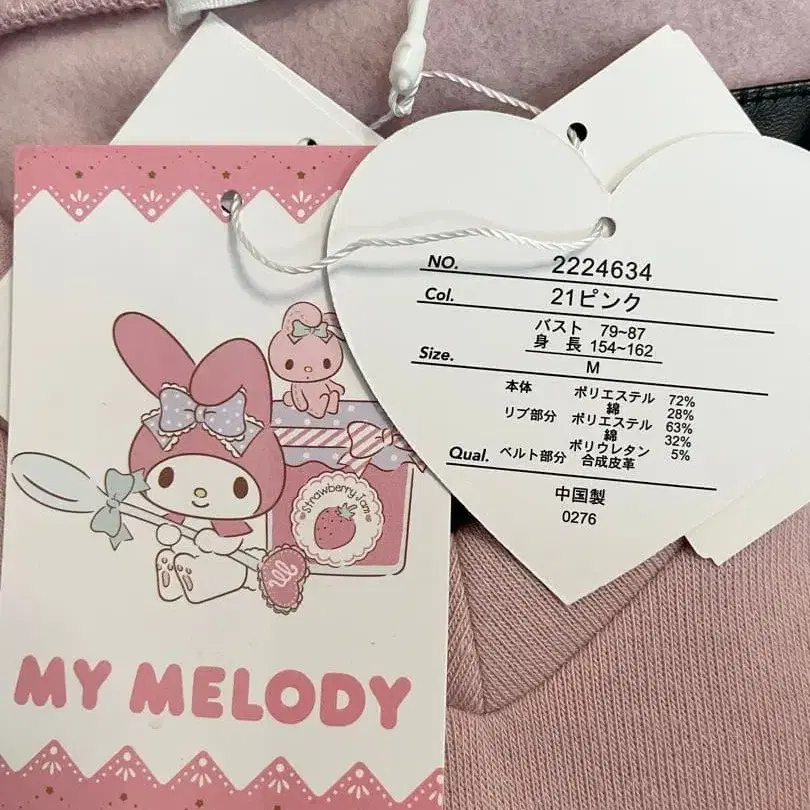 NO. 2224634
Col. 21ピンク
バスト 79~87
身 長 154~162
Size. M
本体 ポリエステル 72%
綿 28%
リブ部分 ポリエステル 63%
綿 32%
ポリウレタン 5%
Qual. ベルト部分 合成皮革
中国製
0276
Strawberry Jam
MY MELODY